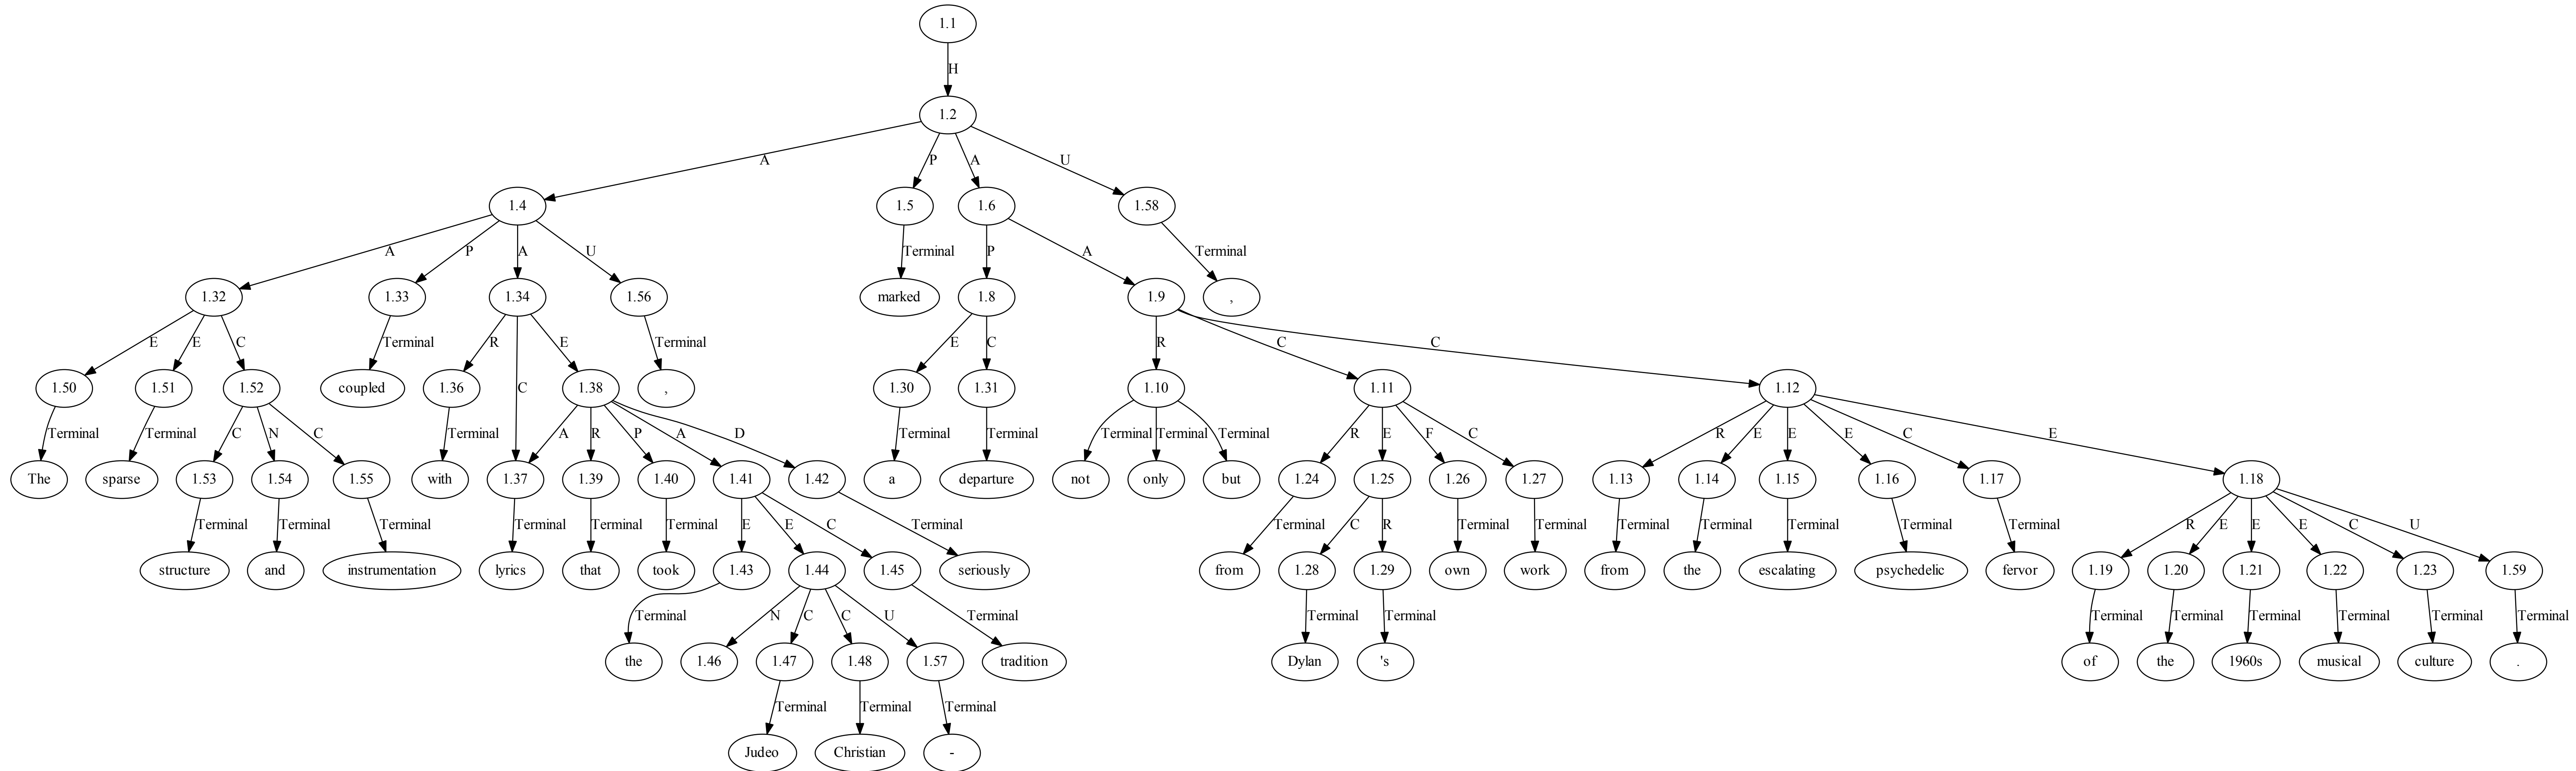 1.1
H
1.2
A P A U
1.4 1.5 1.6 1.58
A P A U Terminal P A Terminal
1.32 1.33 1.34 1.56 marked 1.8 1.9 ,
E E C Terminal R C E Terminal E C R C C
1.50 1.51 1.52 coupled 1.36 1.38 , 1.30 1.31 1.10 1.11 1.12
Terminal Terminal C N C Terminal A R P A D Terminal Terminal Terminal Terminal Terminal R E F C R E E E C E
The sparse 1.53 1.54 1.55 with 1.37 1.39 1.40 1.41 1.42 a departure not only but 1.24 1.25 1.26 1.27 1.13 1.14 1.15 1.16 1.17 1.18
Terminal Terminal Terminal Terminal Terminal Terminal E E C Terminal Terminal C R Terminal Terminal Terminal Terminal Terminal Terminal Terminal R E E E C U
structure and instrumentation lyrics that took 1.43 1.44 1.45 seriously from 1.28 1.29 own work from the escalating psychedelic fervor 1.19 1.20 1.21 1.22 1.23 1.59
Terminal N C C U Terminal Terminal Terminal Terminal Terminal Terminal Terminal Terminal Terminal
the 1.46 1.47 1.48 1.57 tradition Dylan 's of the 1960s musical culture .
Terminal Terminal Terminal
Judeo Christian -